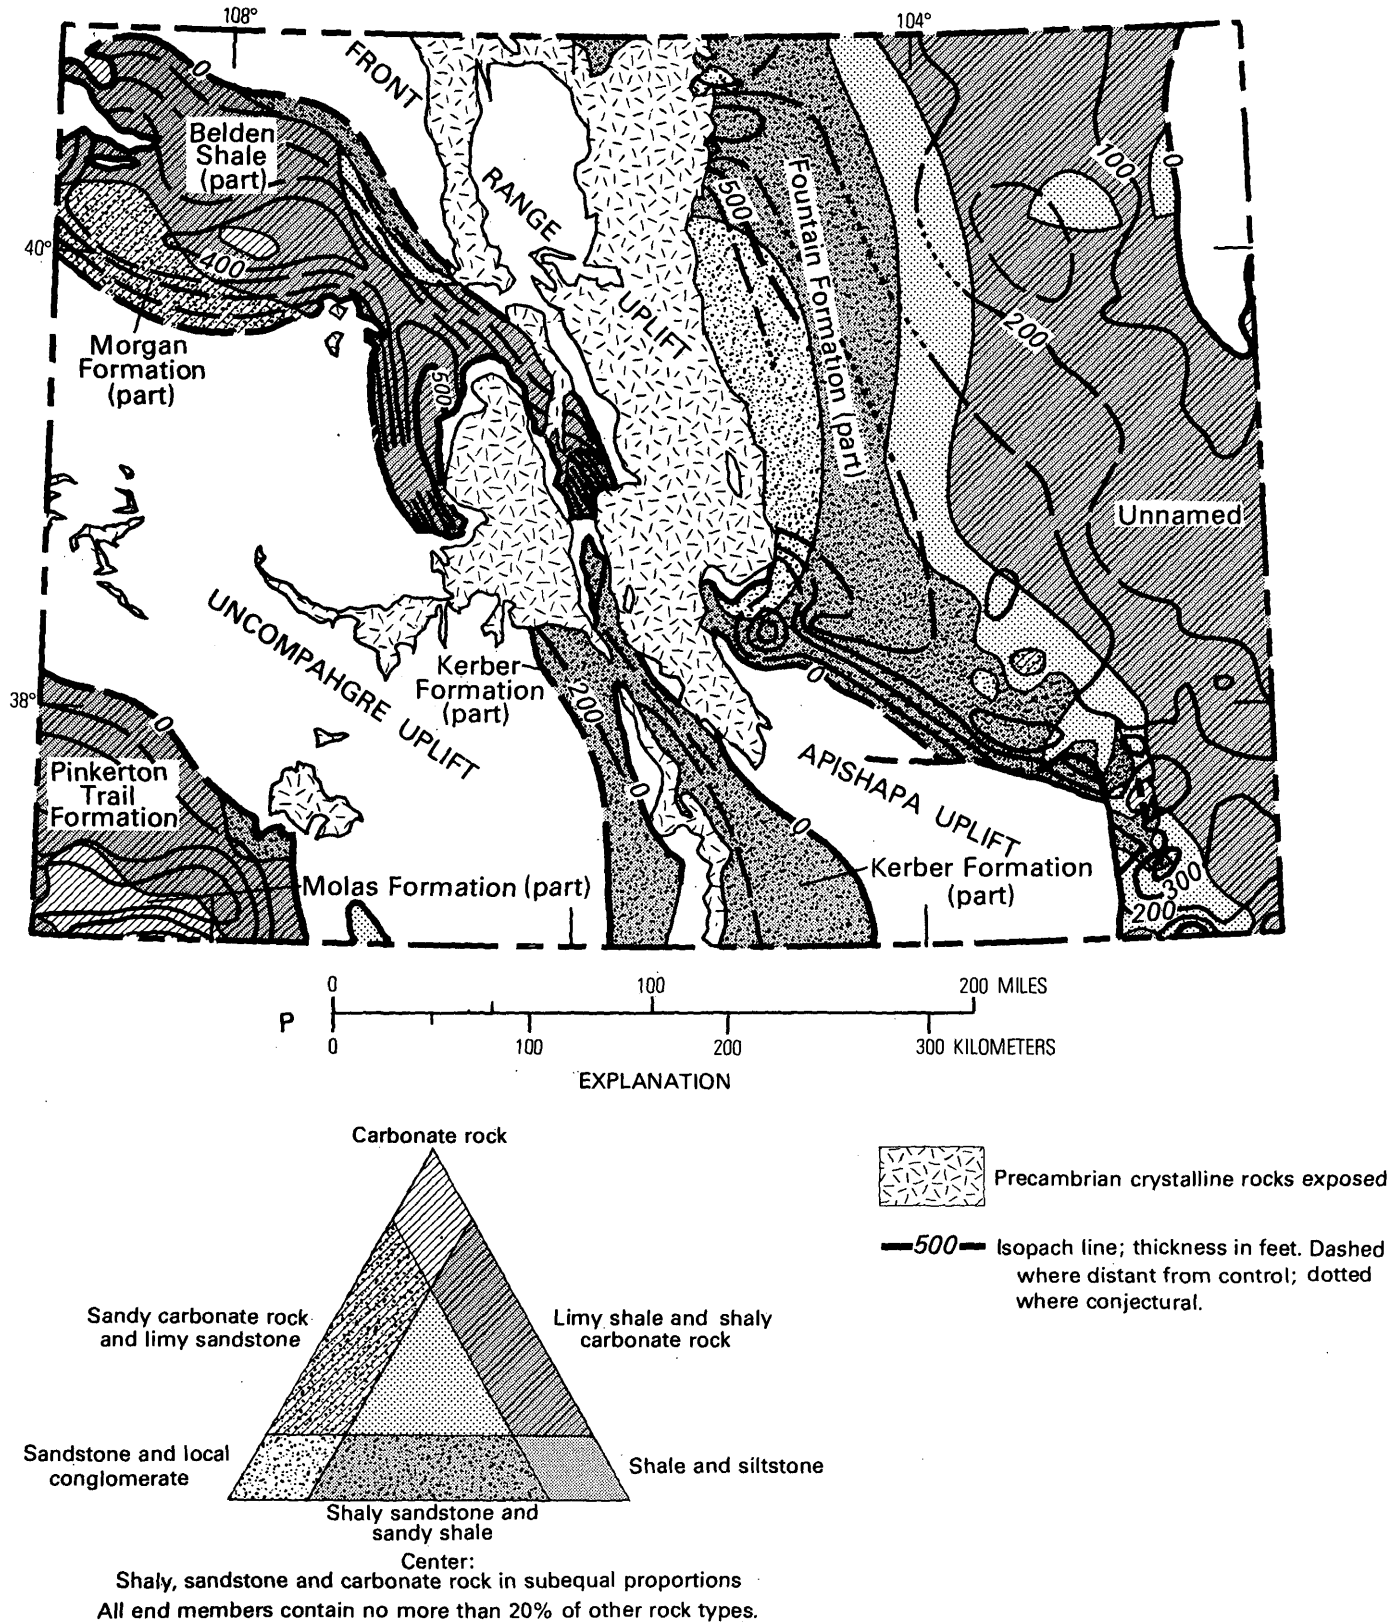 108°
104°
FRONT
0
Belden
Shale
(part)
100
0
RANGE
500
Fountain Formation (part)
40°
400
UPLIFT
200
Morgan
Formation
(part)
500
Unnamed
UNCOMPAHGRE UPLIFT
Kerber
Formation
(part)
200
0
38°
0
APISHAPA UPLIFT
Pinkerton
Trail
Formation
0
0
Kerber Formation
(part)
Molas Formation (part)
300
200
0 100 200 MILES
P
0 100 200 300 KILOMETERS
EXPLANATION
Carbonate rock
Precambrian crystalline rocks exposed
500 Isopach line; thickness in feet. Dashed
where distant from control; dotted
where conjectural.
Sandy carbonate rock
and limy sandstone
Limy shale and shaly
carbonate rock
Sandstone and local
conglomerate
Shale and siltstone
Shaly sandstone and
sandy shale
Center:
Shaly, sandstone and carbonate rock in subequal proportions
All end members contain no more than 20% of other rock types.